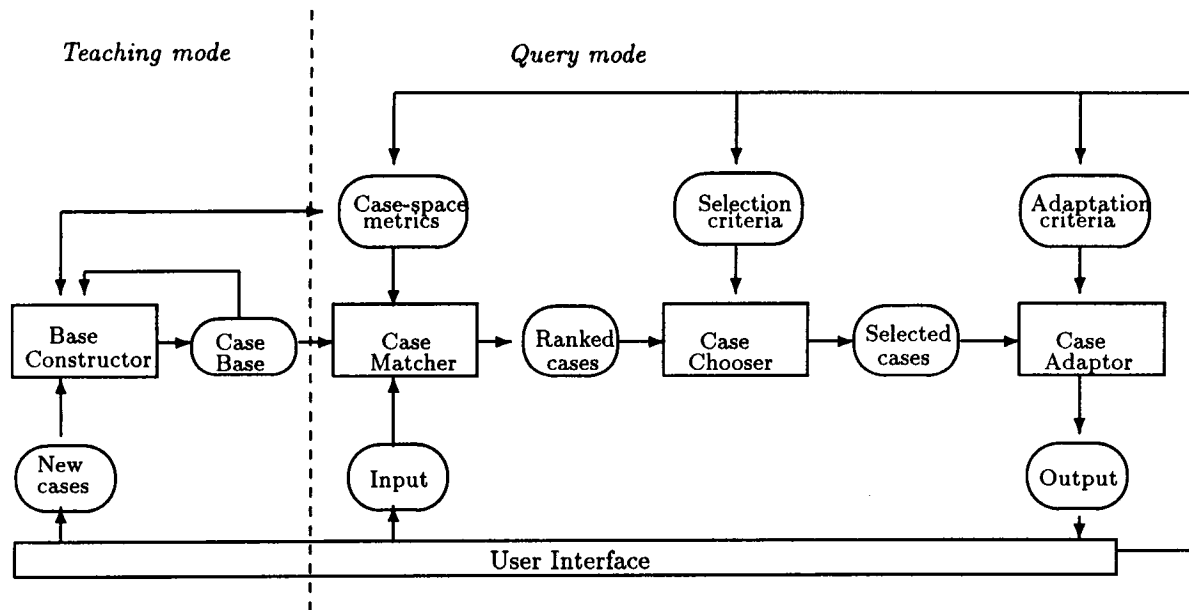 Teaching mode
Query mode
Case-space
metrics
Selection
criteria
Adaptation
criteria
Base
Constructor
Case
Base
Case
Matcher
Ranked
cases
Case
Chooser
Selected
cases
Case
Adaptor
New
cases
Input
Output
User Interface